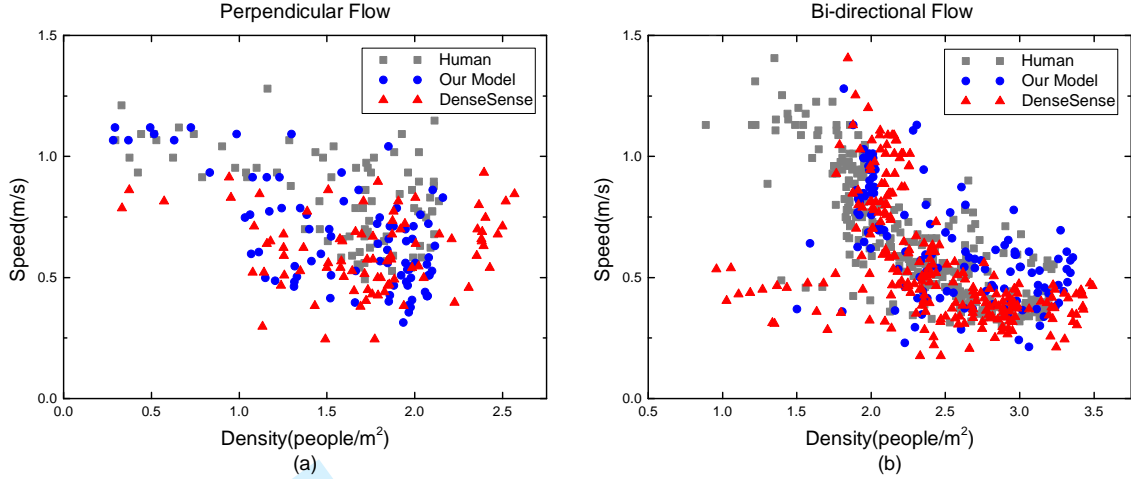 Perpendicular Flow
1.5
1.0
0.5
0.0
Speed(m/s)
Human
Our Model
DenseSense
0.0 0.5 1.0 1.5 2.0 2.5
Density(people/m²)
(a)
Bi-directional Flow
1.5
1.0
0.5
0.0
Speed(m/s)
Human
Our Model
DenseSense
0.5 1.0 1.5 2.0 2.5 3.0 3.5
Density(people/m²)
(b)